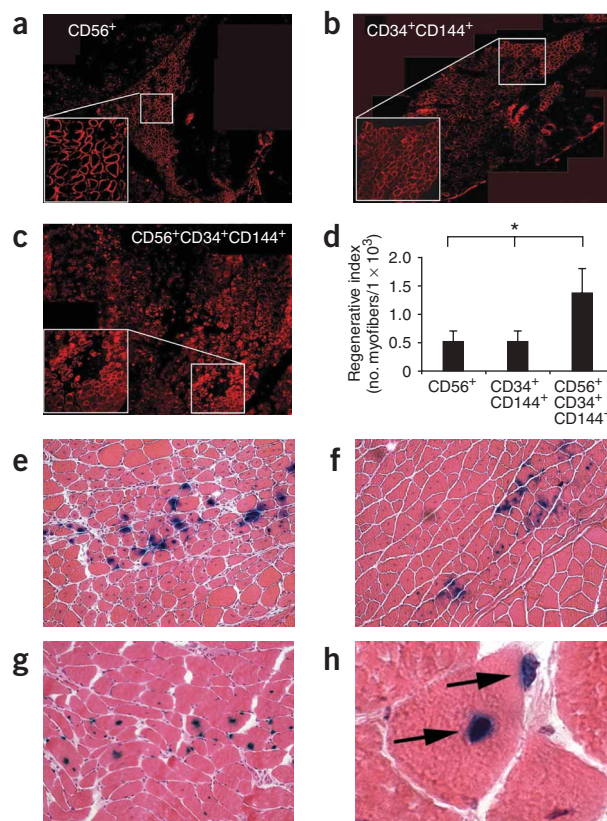 a
CD56+
b
CD34+CD144+
c
CD56+CD34+CD144+
d
*
Regenerative index
(no. myofibers/1 × 10³)
2.0
1.5
1.0
0.5
0
CD56+
CD34+
CD144+
CD56+
CD34+
CD144+
e
f
g
h